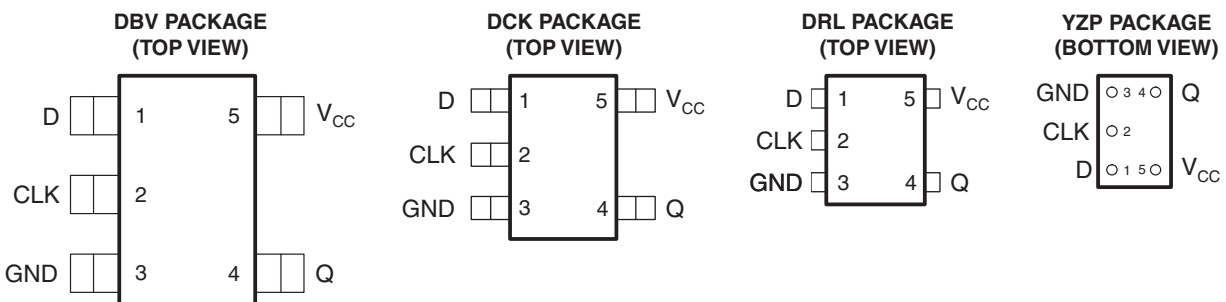 DBV PACKAGE
(TOP VIEW)
D 1 5 VCC
CLK 2
GND 3 4 Q
DCK PACKAGE
(TOP VIEW)
D 1 5 VCC
CLK 2
GND 3 4 Q
DRL PACKAGE
(TOP VIEW)
D 1 5 VCC
CLK 2
GND 3 4 Q
YZP PACKAGE
(BOTTOM VIEW)
GND 3 4 Q
CLK 2
D 1 5 VCC